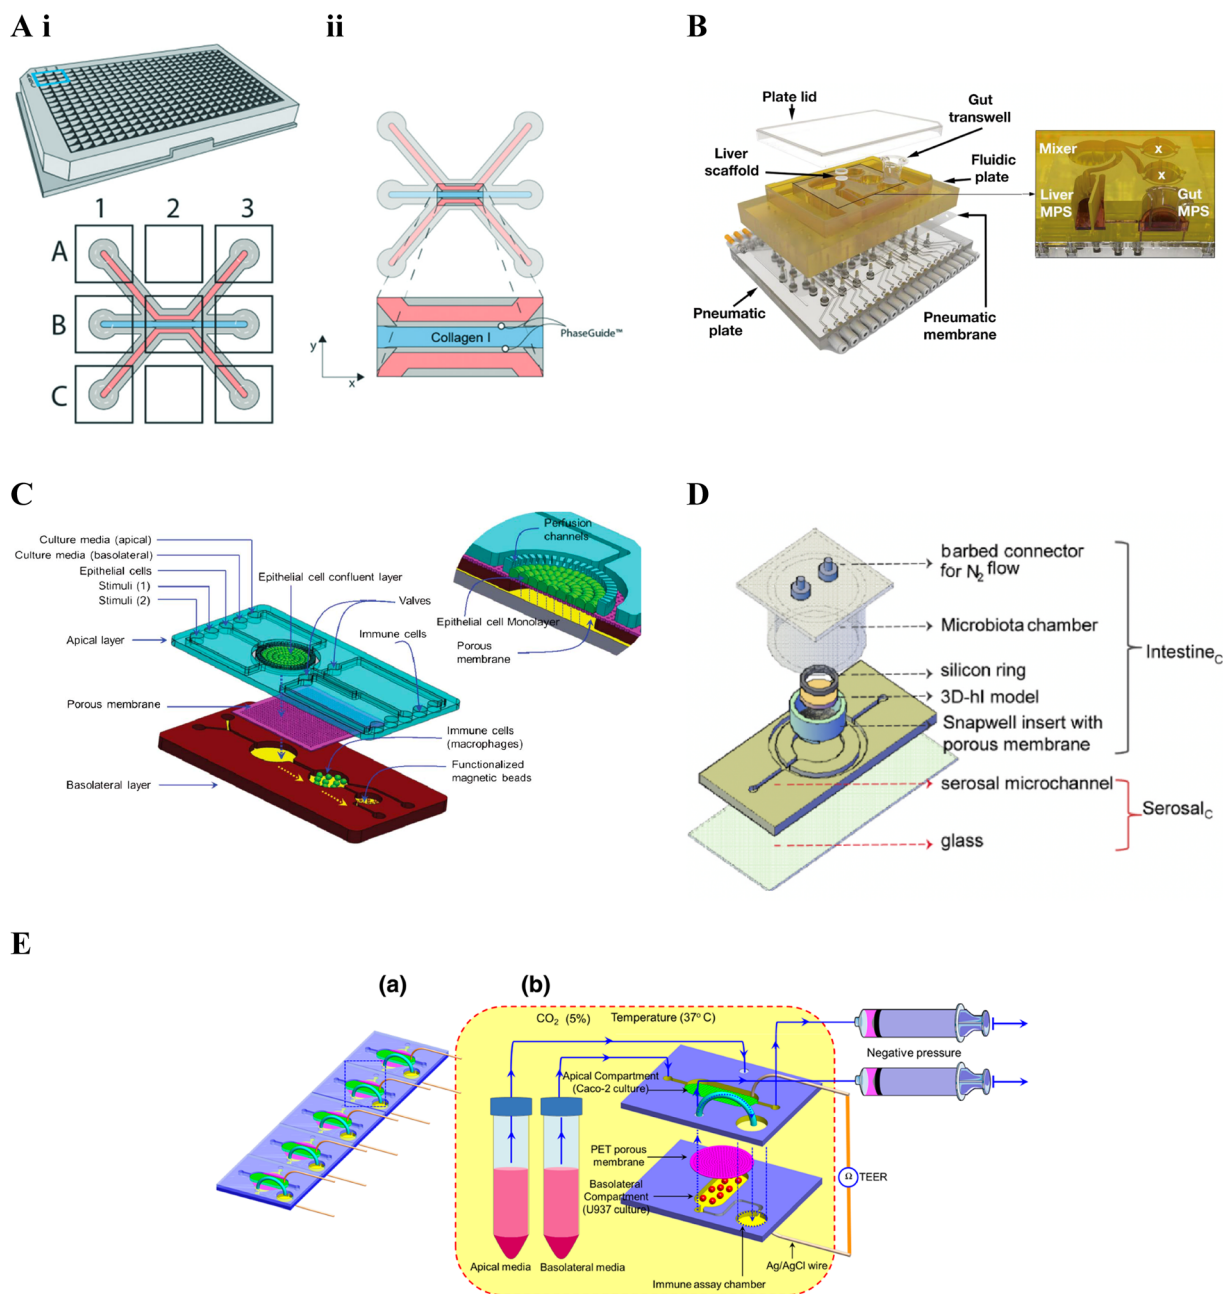 A i
ii
B
1 2 3
A
B
C
Collagen I
PhaseGuide™
y
x
Plate lid
Gut
transwell
Liver
scaffold
Fluidic
plate
Pneumatic
plate
Pneumatic
membrane
Mixer
x
x
Liver
MPS
Gut
MPS
C
Culture media (apical)
Culture media (basolateral)
Epithelial cells
Stimuli (1)
Stimuli (2)
Epithelial cell confluent layer
Valves
Immune cells
Apical layer
Porous membrane
Immune cells
(macrophages)
Functionalized
magnetic beads
Basolateral layer
Perfusion
channels
Epithelial cell Monolayer
Porous
membrane
D
barbed connector
for N2 flow
Microbiota chamber
silicon ring
3D-hI model
Snapwell insert with
porous membrane
IntestineC
serosal microchannel
glass
SerosalC
E
(a)
(b)
CO2 (5%) Temperature (37o C)
Apical Compartment
(Caco-2 culture)
PET porous
membrane
Basolateral
Compartment
(U937 culture)
Apical media
Basolateral media
Immune assay chamber
Ag/AgCl wire
Negative pressure
Ω TEER